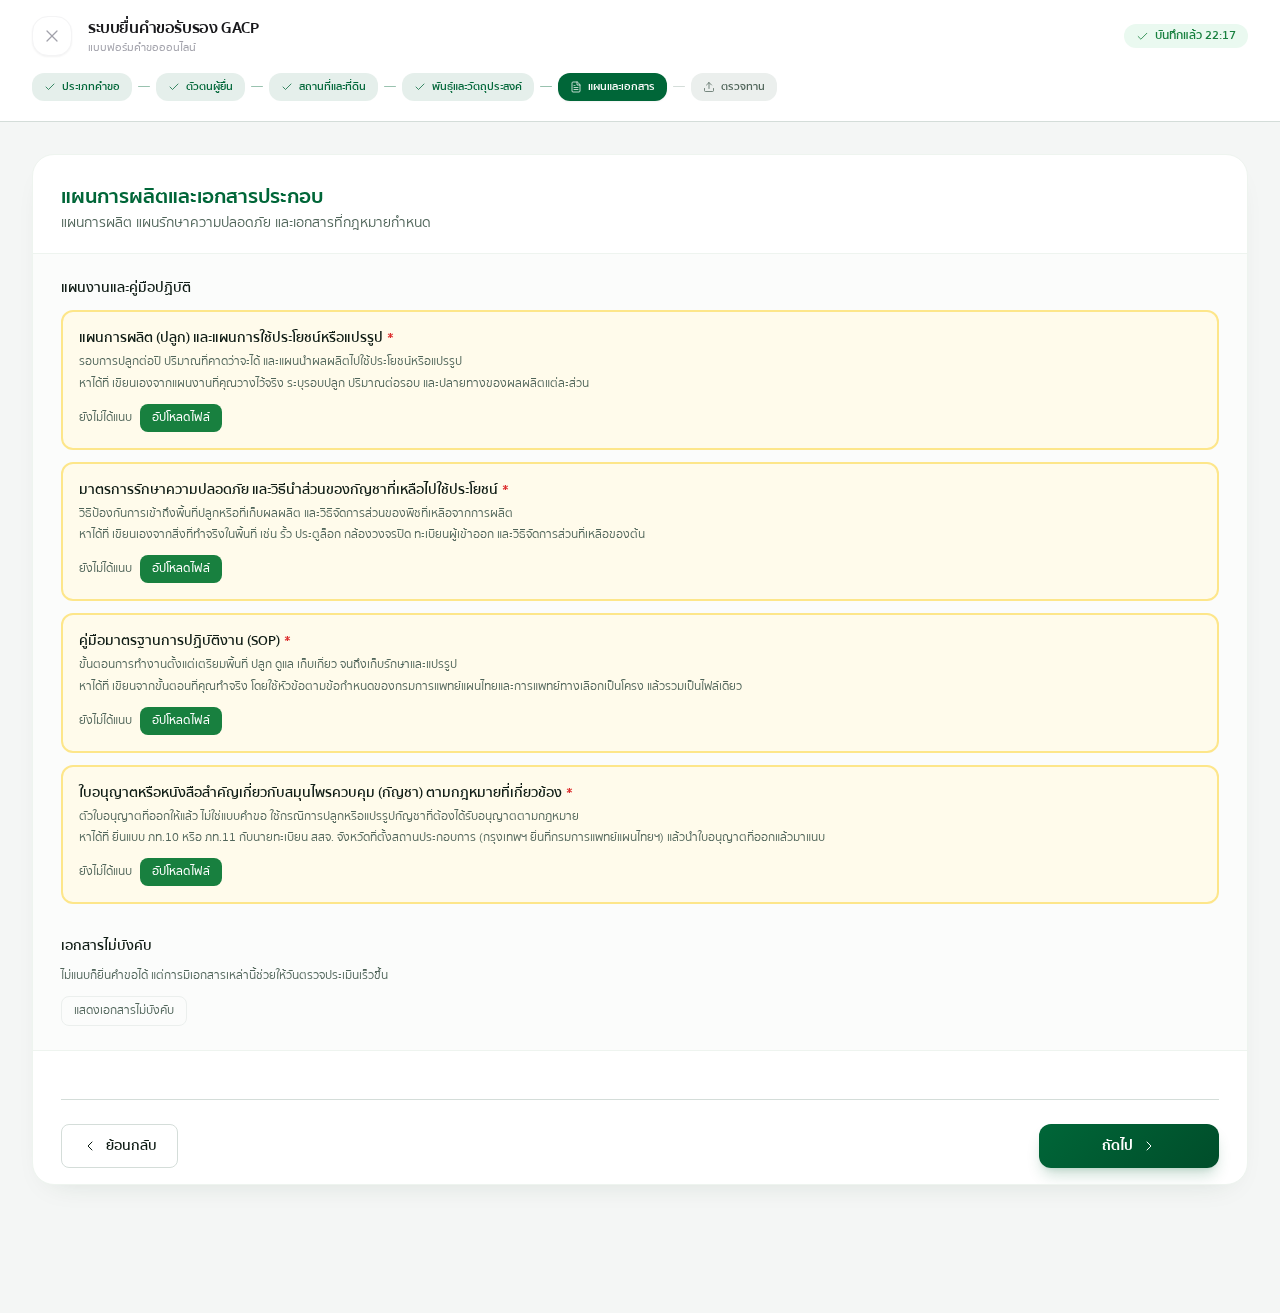 ระบบยื่นคำขอรับรอง GACP
แบบฟอร์มคำขอออนไลน์
บันทึกแล้ว 22:17
ประเภทคำขอ
ตัวตนผู้ยื่น
สถานที่และที่ดิน
พันธุ์และวัตถุประสงค์
แผนและเอกสาร
ตรวจทาน
แผนการผลิตและเอกสารประกอบ
แผนการผลิต แผนรักษาความปลอดภัย และเอกสารที่กฎหมายกำหนด
แผนงานและคู่มือปฏิบัติ
แผนการผลิต (ปลูก) และแผนการใช้ประโยชน์หรือแปรรูป *
รอบการปลูกต่อปี ปริมาณที่คาดว่าจะได้ และแผนนำผลผลิตไปใช้ประโยชน์หรือแปรรูป
หาได้ที่ เขียนเองจากแผนงานที่คุณวางไว้จริง ระบุรอบปลูก ปริมาณต่อรอบ และปลายทางของผลผลิตแต่ละส่วน
ยังไม่ได้แนบ อัปโหลดไฟล์
มาตรการรักษาความปลอดภัย และวิธีนำส่วนของกัญชาที่เหลือไปใช้ประโยชน์ *
วิธีป้องกันการเข้าถึงพื้นที่ปลูกหรือที่เก็บผลผลิต และวิธีจัดการส่วนของพืชที่เหลือจากการผลิต
หาได้ที่ เขียนเองจากสิ่งที่ทำจริงในพื้นที่ เช่น รั้ว ประตูล็อก กล้องวงจรปิด ทะเบียนผู้เข้าออก และวิธีจัดการส่วนที่เหลือของต้น
ยังไม่ได้แนบ อัปโหลดไฟล์
คู่มือมาตรฐานการปฏิบัติงาน (SOP) *
ขั้นตอนการทำงานตั้งแต่เตรียมพื้นที่ ปลูก ดูแล เก็บเกี่ยว จนถึงเก็บรักษาและแปรรูป
หาได้ที่ เขียนจากขั้นตอนที่คุณทำจริง โดยใช้หัวข้อตามข้อกำหนดของกรมการแพทย์แผนไทยและการแพทย์ทางเลือกเป็นโครง แล้วรวมเป็นไฟล์เดียว
ยังไม่ได้แนบ อัปโหลดไฟล์
ใบอนุญาตหรือหนังสือสำคัญเกี่ยวกับสมุนไพรควบคุม (กัญชา) ตามกฎหมายที่เกี่ยวข้อง *
ตัวใบอนุญาตที่ออกให้แล้ว ไม่ใช่แบบคำขอ ใช้กรณีการปลูกหรือแปรรูปกัญชาที่ต้องได้รับอนุญาตตามกฎหมาย
หาได้ที่ ยื่นแบบ ภท.10 หรือ ภท.11 กับนายทะเบียน สสจ. จังหวัดที่ตั้งสถานประกอบการ (กรุงเทพฯ ยื่นที่กรมการแพทย์แผนไทยฯ) แล้วนำใบอนุญาตที่ออกแล้วมาแนบ
ยังไม่ได้แนบ อัปโหลดไฟล์
เอกสารไม่บังคับ
ไม่แนบก็ยื่นคำขอได้ แต่การมีเอกสารเหล่านี้ช่วยให้วันตรวจประเมินเร็วขึ้น
แสดงเอกสารไม่บังคับ
ย้อนกลับ
ถัดไป